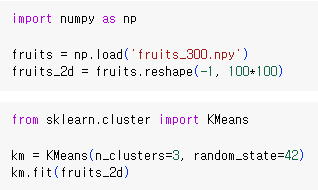 import numpy as np
fruits = np.load('fruits_300.npy')
fruits_2d = fruits.reshape(-1, 100*100)
from sklearn.cluster import KMeans
km = KMeans(n_clusters=3, random_state=42)
km.fit(fruits_2d)